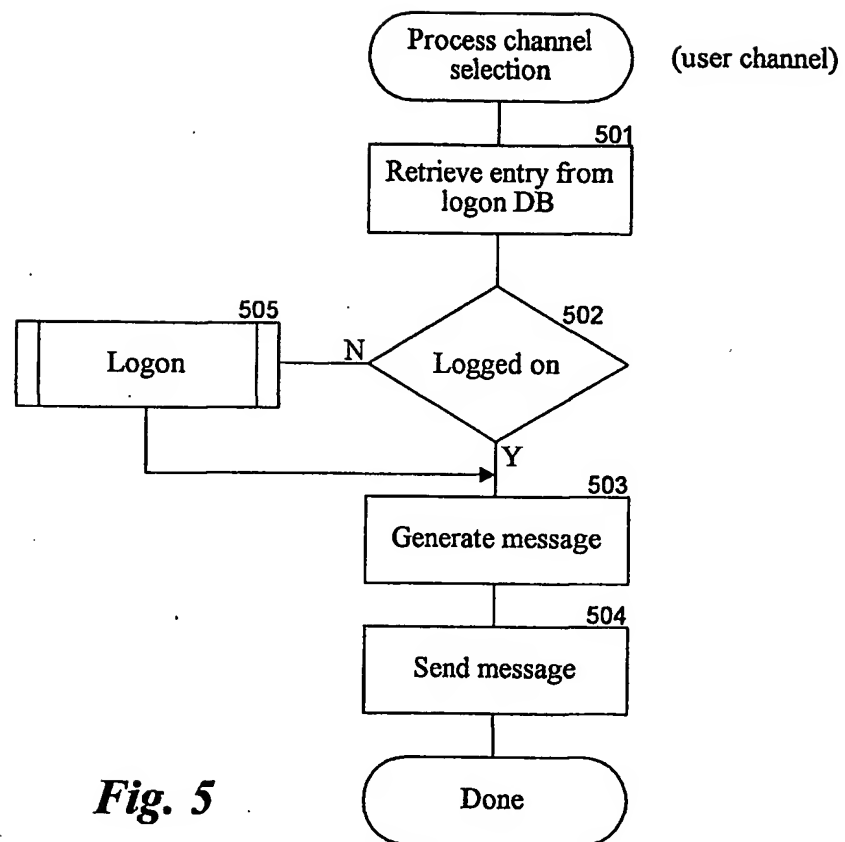 Process channel
selection
(user channel)
501
Retrieve entry from
logon DB
505
502
Logon
N
Logged on
Y
503
Generate message
504
Send message
Done
Fig. 5